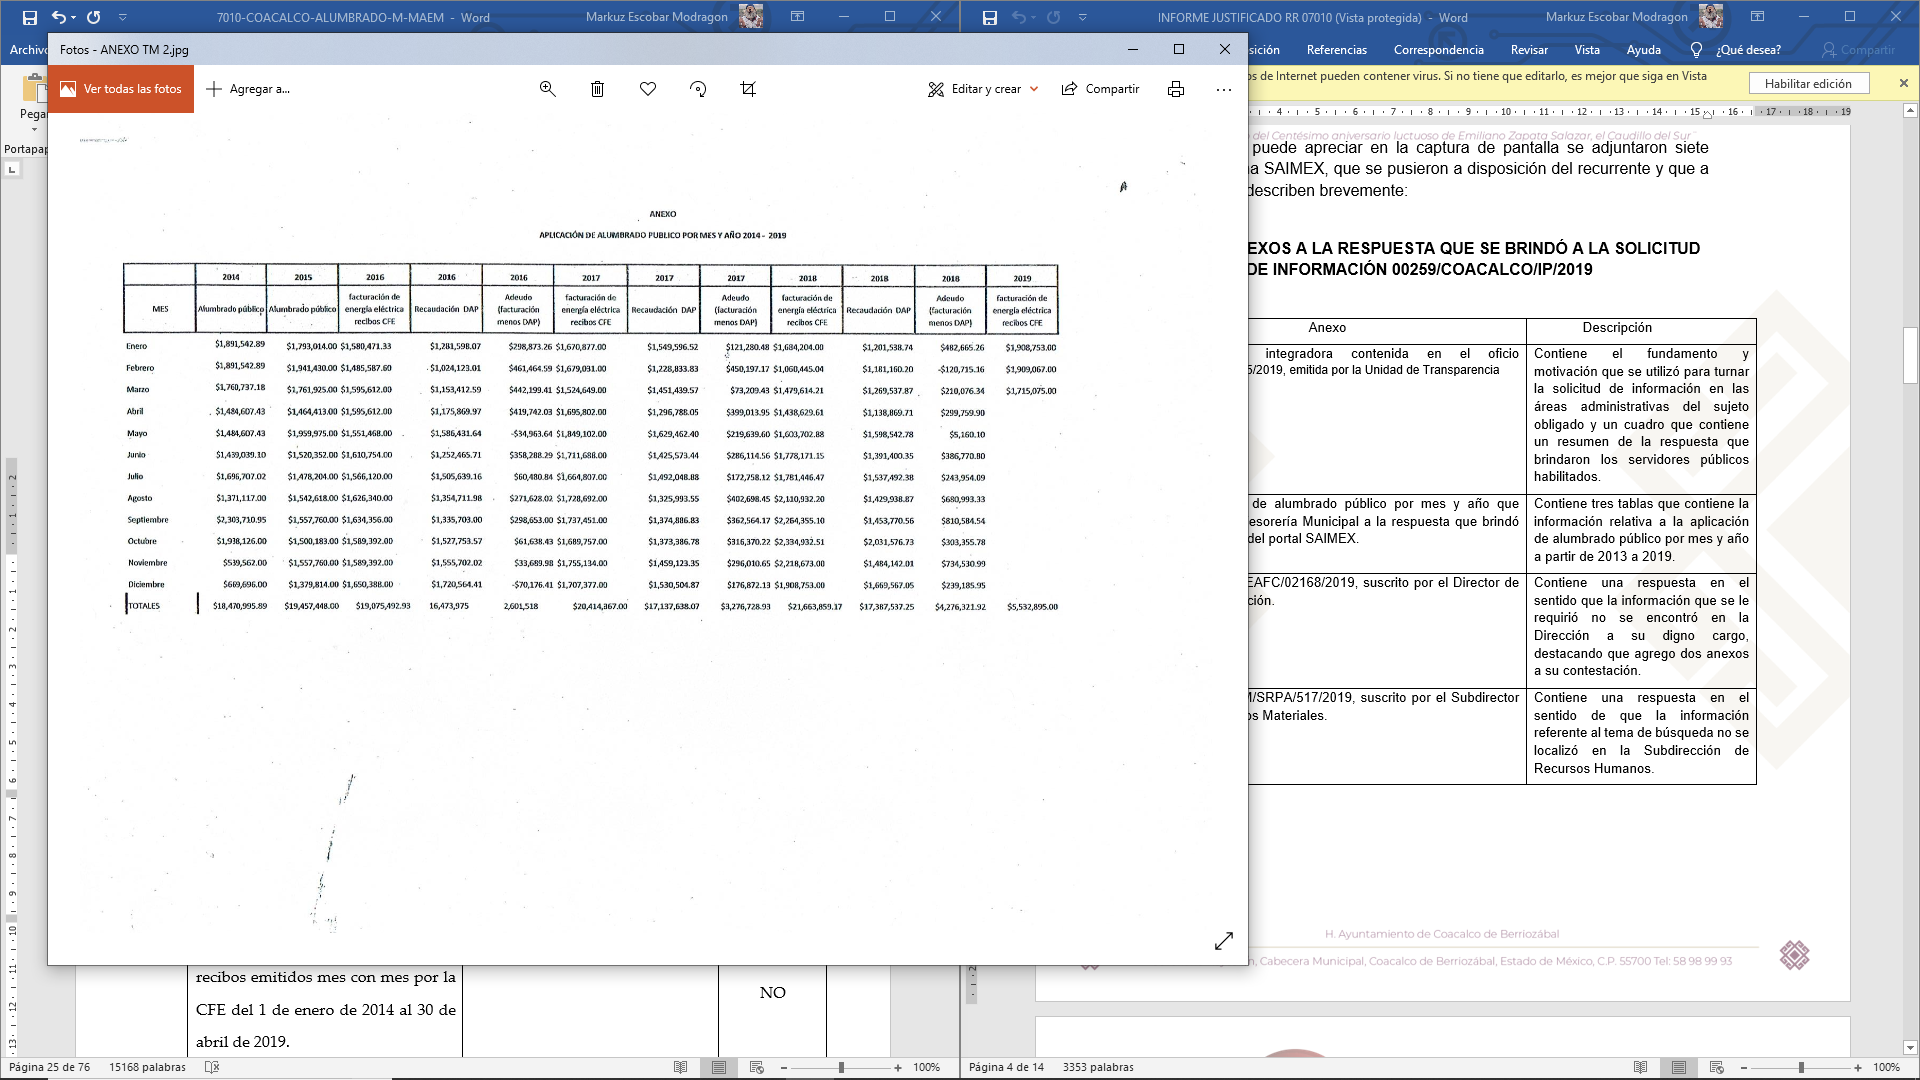 7010-COACALCO-ALUMBRADO-M-MAEM - Word
Markuz Escobar Modragon
INFORME JUSTIFICADO RR 07010 (Vista protegida) - Word
Markuz Escobar Modragon
Archivo
Fotos - ANEXO TM 2.jpg
sición
Referencias
Correspondencia
Revisar
Vista
Ayuda
¿Qué desea?
Compartir
Ver todas las fotos
Agregar a...
Editar y crear
Compartir
os de Internet pueden contener virus. Si no tiene que editarlo, es mejor que siga en Vista
Habilitar edición
Pega
Portapap
ANEXO
APLICACIÓN DE ALUMBRADO PUBLICO POR MES Y AÑO 2014 - 2019
2014 2015 2016 2016 2016 2017 2017 2017 2018 2018 2018 2019
MES Alumbrado público Alumbrado público facturación de energía eléctrica recibos CFE Recaudación DAP Adeudo (facturación menos DAP) facturación de energía eléctrica recibos CFE Recaudación DAP Adeudo (facturación menos DAP) facturación de energía eléctrica recibos CFE Recaudación DAP Adeudo (facturación menos DAP) facturación de energía eléctrica recibos CFE
Enero $1,891,542.89 $1,793,014.00 $1,580,471.33 $1,281,598.07 $298,873.26 $1,670,877.00 $1,549,596.52 $121,280.48 $1,684,204.00 $1,201,538.74 $482,665.26 $1,908,753.00
Febrero $1,891,542.89 $1,941,430.00 $1,485,587.60 $1,024,123.01 $461,464.59 $1,679,031.00 $1,228,833.83 $450,197.17 $1,060,445.04 $1,181,160.20 -$120,715.16 $1,909,067.00
Marzo $1,760,737.18 $1,761,925.00 $1,595,612.00 $1,153,412.59 $442,199.41 $1,524,649.00 $1,451,439.57 $73,209.43 $1,479,614.21 $1,269,537.87 $210,076.34 $1,715,075.00
Abril $1,484,607.43 $1,464,413.00 $1,595,612.00 $1,175,869.97 $419,742.03 $1,695,802.00 $1,296,788.05 $399,013.95 $1,438,629.61 $1,138,869.71 $299,759.90
Mayo $1,484,607.43 $1,959,975.00 $1,551,468.00 $1,586,431.64 -$34,963.64 $1,849,102.00 $1,629,462.40 $219,639.60 $1,603,702.88 $1,598,542.78 $5,160.10
Junio $1,439,039.10 $1,520,352.00 $1,610,754.00 $1,252,465.71 $358,288.29 $1,711,688.00 $1,425,573.44 $286,114.56 $1,778,171.15 $1,391,400.35 $386,770.80
Julio $1,696,707.02 $1,478,204.00 $1,566,120.00 $1,505,639.16 $60,480.84 $1,664,807.00 $1,492,048.88 $172,758.12 $1,781,446.47 $1,537,492.38 $243,954.09
Agosto $1,371,117.00 $1,542,618.00 $1,626,340.00 $1,354,711.98 $271,628.02 $1,728,692.00 $1,325,993.55 $402,698.45 $2,110,932.20 $1,429,938.87 $680,993.33
Septiembre $2,303,710.95 $1,557,760.00 $1,634,356.00 $1,335,703.00 $298,653.00 $1,737,451.00 $1,374,886.83 $362,564.17 $2,264,355.10 $1,453,770.56 $810,584.54
Octubre $1,938,126.00 $1,500,183.00 $1,589,392.00 $1,527,753.57 $61,638.43 $1,689,757.00 $1,373,386.78 $316,370.22 $2,334,932.51 $2,031,576.73 $303,355.78
Noviembre $539,562.00 $1,557,760.00 $1,589,392.00 $1,555,702.02 $33,689.98 $1,755,134.00 $1,459,123.35 $296,010.65 $2,218,673.00 $1,484,142.01 $734,530.99
Diciembre $669,696.00 $1,379,814.00 $1,650,388.00 $1,720,564.41 -$70,176.41 $1,707,377.00 $1,530,504.87 $176,872.13 $1,908,753.00 $1,669,567.05 $239,185.95
TOTALES $18,470,995.89 $19,457,448.00 $19,075,492.93 16,473,975 2,601,518 $20,414,367.00 $17,137,638.07 $3,276,728.93 $21,663,859.17 $17,387,537.25 $4,276,321.92 $5,532,895.00
del Centésimo aniversario luctuoso de Emiliano Zapata Salazar, el Caudillo del Sur¨
puede apreciar en la captura de pantalla se adjuntaron siete
na SAIMEX, que se pusieron a disposición del recurrente y que a
describen brevemente:
EXOS A LA RESPUESTA QUE SE BRINDÓ A LA SOLICITUD
DE INFORMACIÓN 00259/COACALCO/IP/2019
Anexo Descripción
integradora contenida en el oficio
5/2019, emitida por la Unidad de Transparencia
Contiene el fundamento y
motivación que se utilizó para turnar
la solicitud de información en las
áreas administrativas del sujeto
obligado y un cuadro que contiene
un resumen de la respuesta que
brindaron los servidores públicos
habilitados.
de alumbrado público por mes y año que
esorería Municipal a la respuesta que brindó
del portal SAIMEX.
Contiene tres tablas que contiene la
información relativa a la aplicación
de alumbrado público por mes y año
a partir de 2013 a 2019.
EAFC/02168/2019, suscrito por el Director de
ción.
Contiene una respuesta en el
sentido que la información que se le
requirió no se encontró en la
Dirección a su digno cargo,
destacando que agrego dos anexos
a su contestación.
M/SRPA/517/2019, suscrito por el Subdirector
os Materiales.
Contiene una respuesta en el
sentido de que la información
referente al tema de búsqueda no se
localizó en la Subdirección de
Recursos Humanos.
H. Ayuntamiento de Coacalco de Berriozábal
n, Cabecera Municipal, Coacalco de Berriozábal, Estado de México, C.P. 55700 Tel: 58 98 99 93
recibos emitidos mes con mes por la
CFE del 1 de enero de 2014 al 30 de
abril de 2019.
NO
Página 25 de 76 15168 palabras 100%
Página 4 de 14 3353 palabras 100%